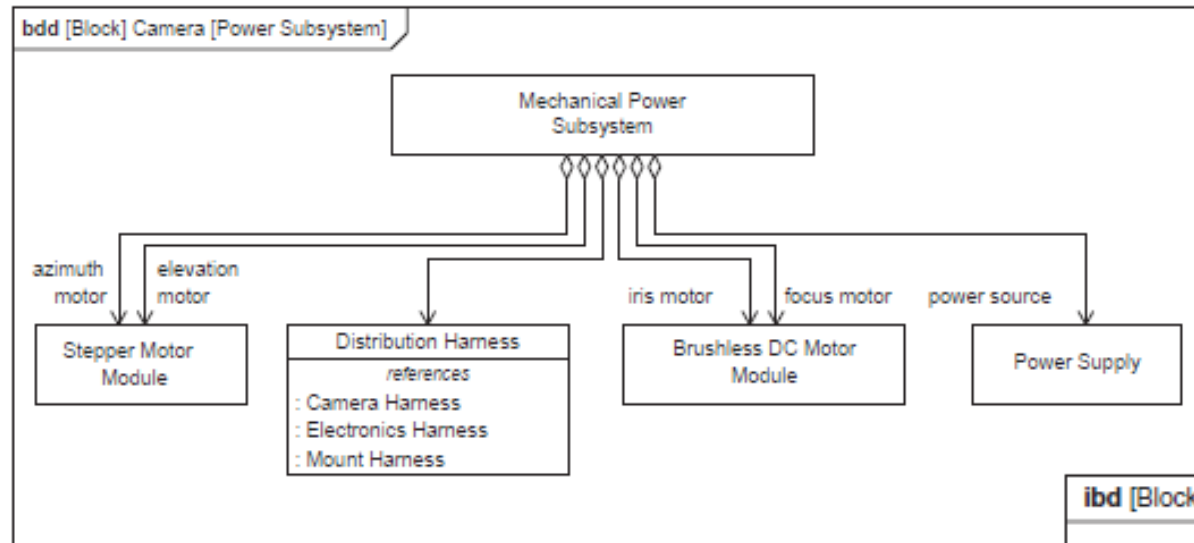 bdd [Block] Camera [Power Subsystem]
Mechanical Power
Subsystem
azimuth
motor
elevation
motor
iris motor
focus motor
power source
Stepper Motor
Module
Distribution Harness
references
: Camera Harness
: Electronics Harness
: Mount Harness
Brushless DC Motor
Module
Power Supply
ibd [Block